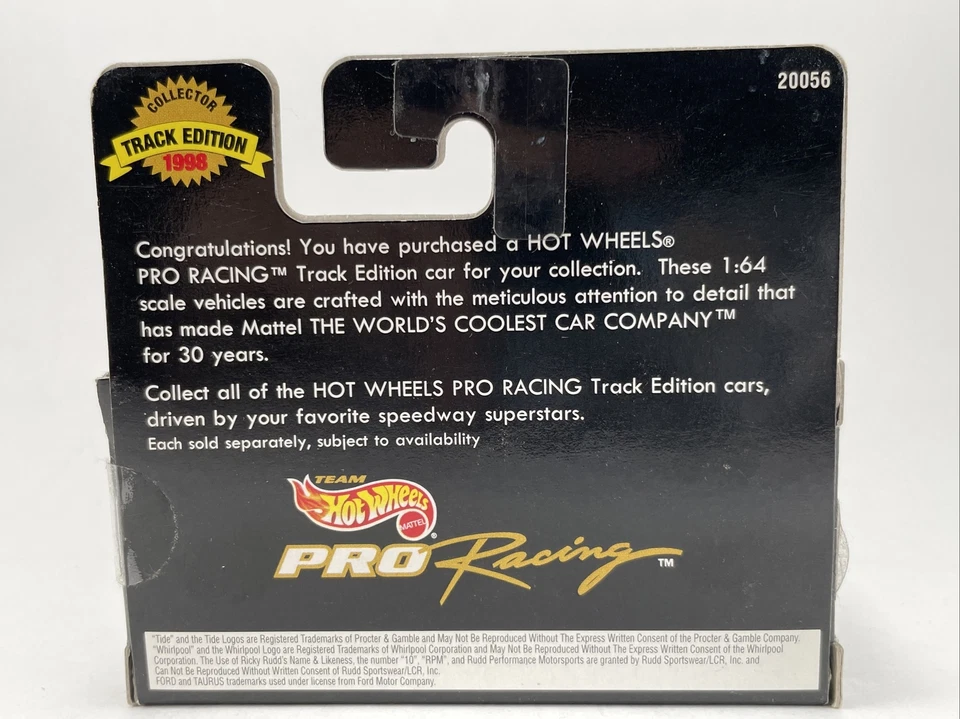 20056
COLLECTOR
TRACK EDITION
1998
Congratulations! You have purchased a HOT WHEELS®
PRO RACING™ Track Edition car for your collection. These 1:64
scale vehicles are crafted with the meticulous attention to detail that
has made Mattel THE WORLD'S COOLEST CAR COMPANY™
for 30 years.
Collect all of the HOT WHEELS PRO RACING Track Edition cars,
driven by your favorite speedway superstars.
Each sold separately, subject to availability
TEAM
Hot Wheels
MATTEL ®
PRO Racing ™
"Tide" and the Tide Logos are Registered Trademarks of Procter & Gamble and May Not Be Reproduced Without The Express Written Consent of the Procter & Gamble Company.
"Whirlpool" and the Whirlpool Logo are Registered Trademarks of Whirlpool Corporation and May Not Be Reproduced Without The Express Written Consent of the Whirlpool
Corporation. The Use of Ricky Rudd's Name & Likeness, the number "10", "RPM", and Rudd Performance Motorsports are granted by Rudd Sportswear/LCR, Inc. and
Can Not Be Reproduced Without Written Consent of Rudd Sportswear/LCR, Inc.
FORD and TAURUS trademarks used under license from Ford Motor Company.